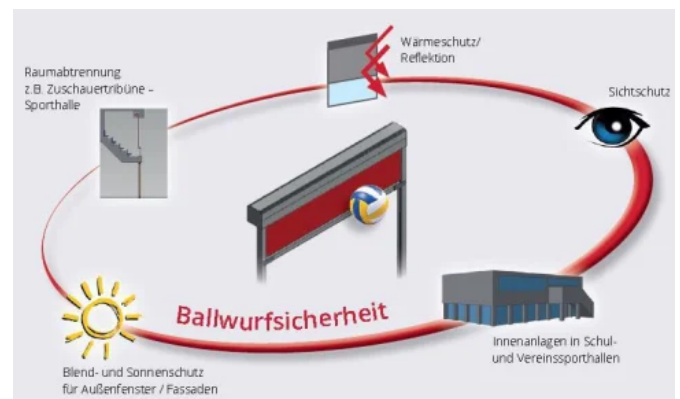 Wärmeschutz/
Reflektion
Raumabtrennung
z.B. Zuschauertribüne –
Sporthalle
Sichtschutz
Ballwurfsicherheit
Innenanlagen in Schul-
und Vereinssporthallen
Blend- und Sonnenschutz
für Außenfenster / Fassaden